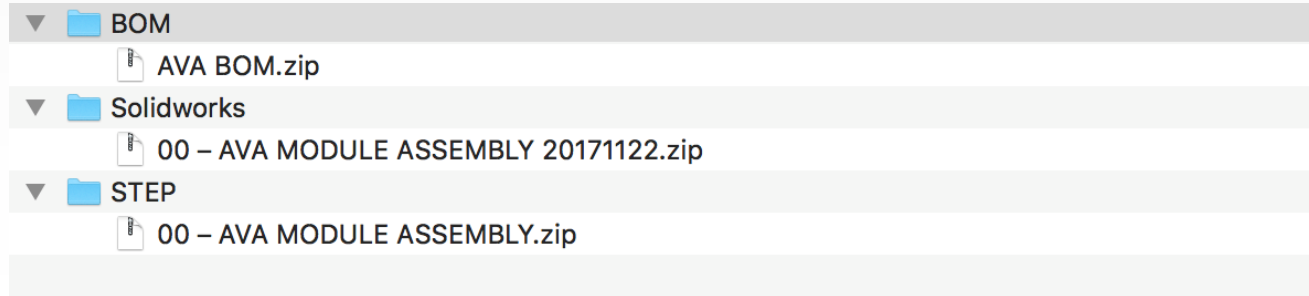 BOM
AVA BOM.zip
Solidworks
00 – AVA MODULE ASSEMBLY 20171122.zip
STEP
00 – AVA MODULE ASSEMBLY.zip